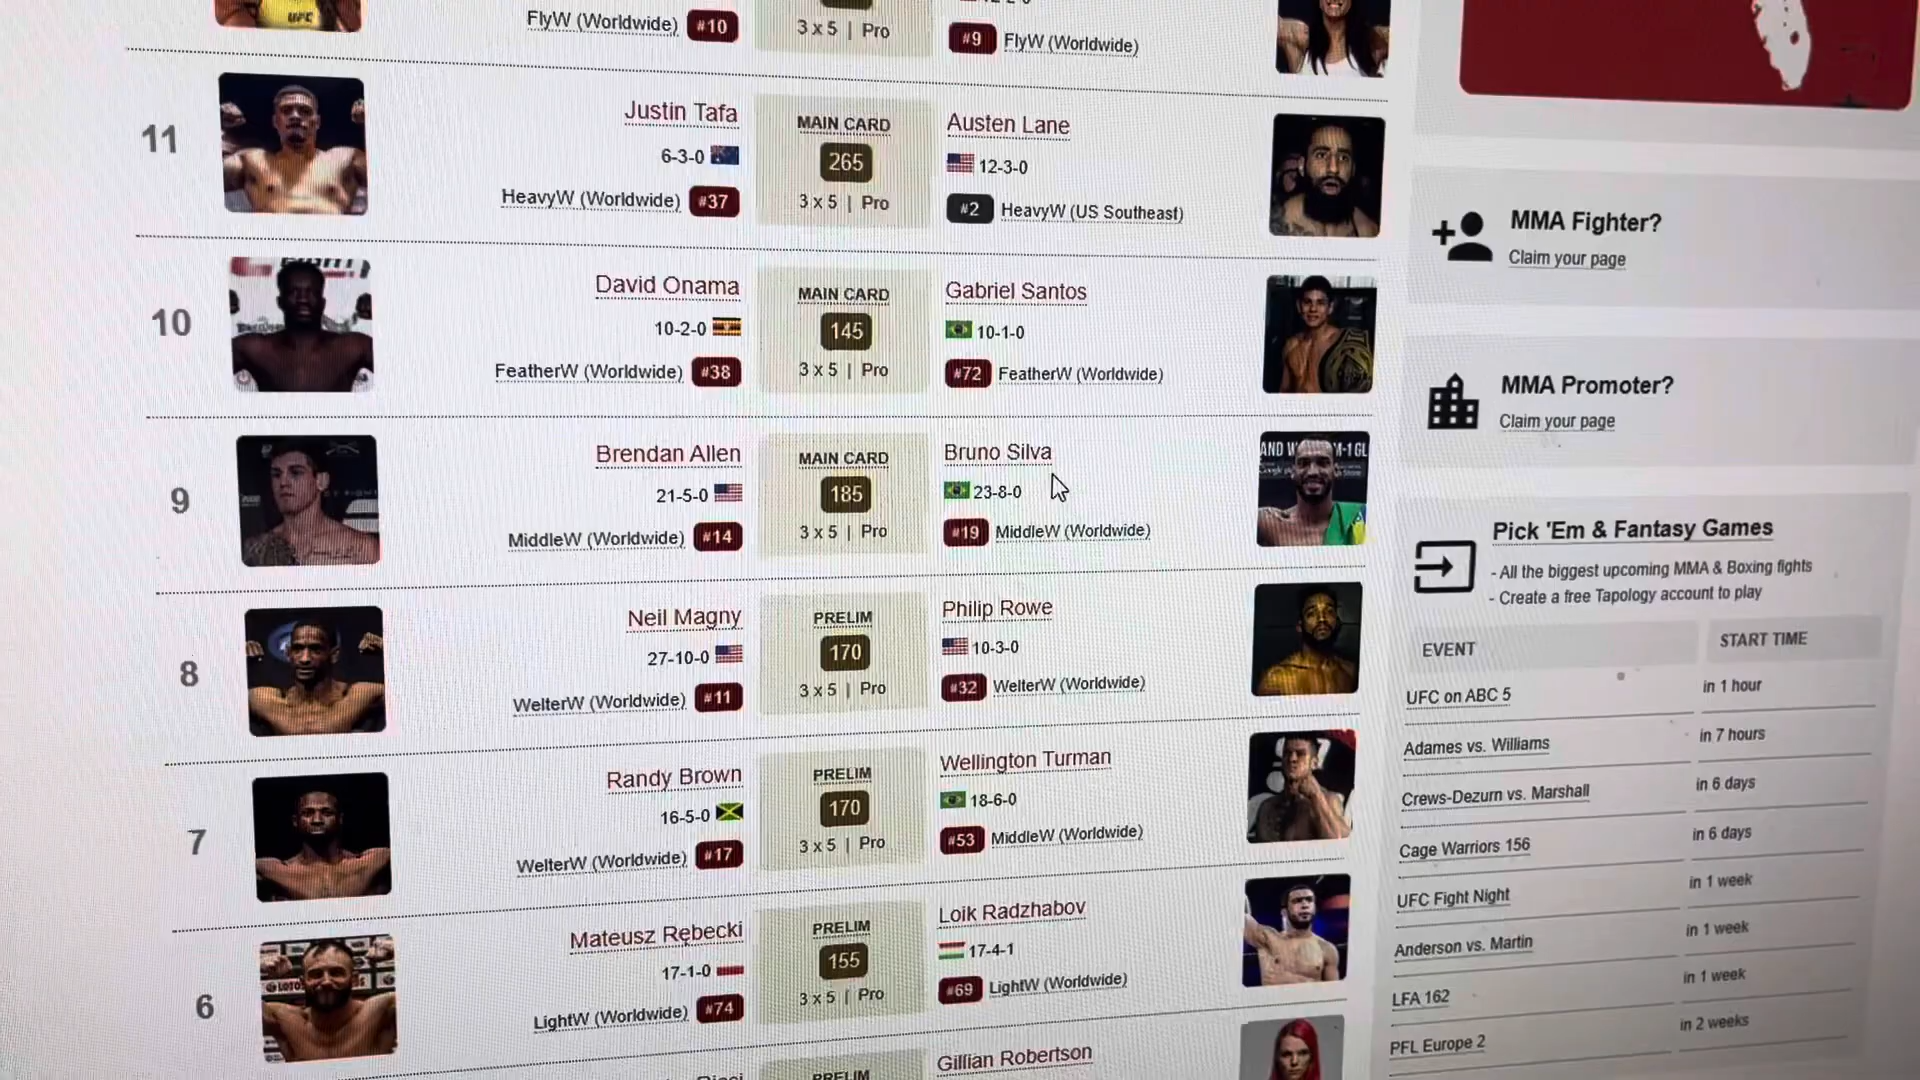 UFC
FlyW (Worldwide) #10
3 x 5 | Pro
#9 FlyW (Worldwide)
11
Justin Tafa
6-3-0
HeavyW (Worldwide) #37
MAIN CARD
265
3 x 5 | Pro
Austen Lane
12-3-0
#2 HeavyW (US Southeast)
10
David Onama
10-2-0
FeatherW (Worldwide) #38
MAIN CARD
145
3 x 5 | Pro
Gabriel Santos
10-1-0
#72 FeatherW (Worldwide)
9
Brendan Allen
21-5-0
MiddleW (Worldwide) #14
MAIN CARD
185
3 x 5 | Pro
Bruno Silva
23-8-0
#19 MiddleW (Worldwide)
8
Neil Magny
27-10-0
WelterW (Worldwide) #11
PRELIM
170
3 x 5 | Pro
Philip Rowe
10-3-0
#32 WelterW (Worldwide)
7
Randy Brown
16-5-0
WelterW (Worldwide) #17
PRELIM
170
3 x 5 | Pro
Wellington Turman
18-6-0
#53 MiddleW (Worldwide)
6
Mateusz Rębecki
17-1-0
LightW (Worldwide) #74
PRELIM
155
3 x 5 | Pro
Loik Radzhabov
17-4-1
#69 LightW (Worldwide)
PRELIM
Gillian Robertson
MMA Fighter?
Claim your page
MMA Promoter?
Claim your page
Pick 'Em & Fantasy Games
- All the biggest upcoming MMA & Boxing fights
- Create a free Tapology account to play
EVENT START TIME
UFC on ABC 5 in 1 hour
Adames vs. Williams in 7 hours
Crews-Dezurn vs. Marshall in 6 days
Cage Warriors 156 in 6 days
UFC Fight Night in 1 week
Anderson vs. Martin in 1 week
LFA 162 in 1 week
PFL Europe 2 in 2 weeks